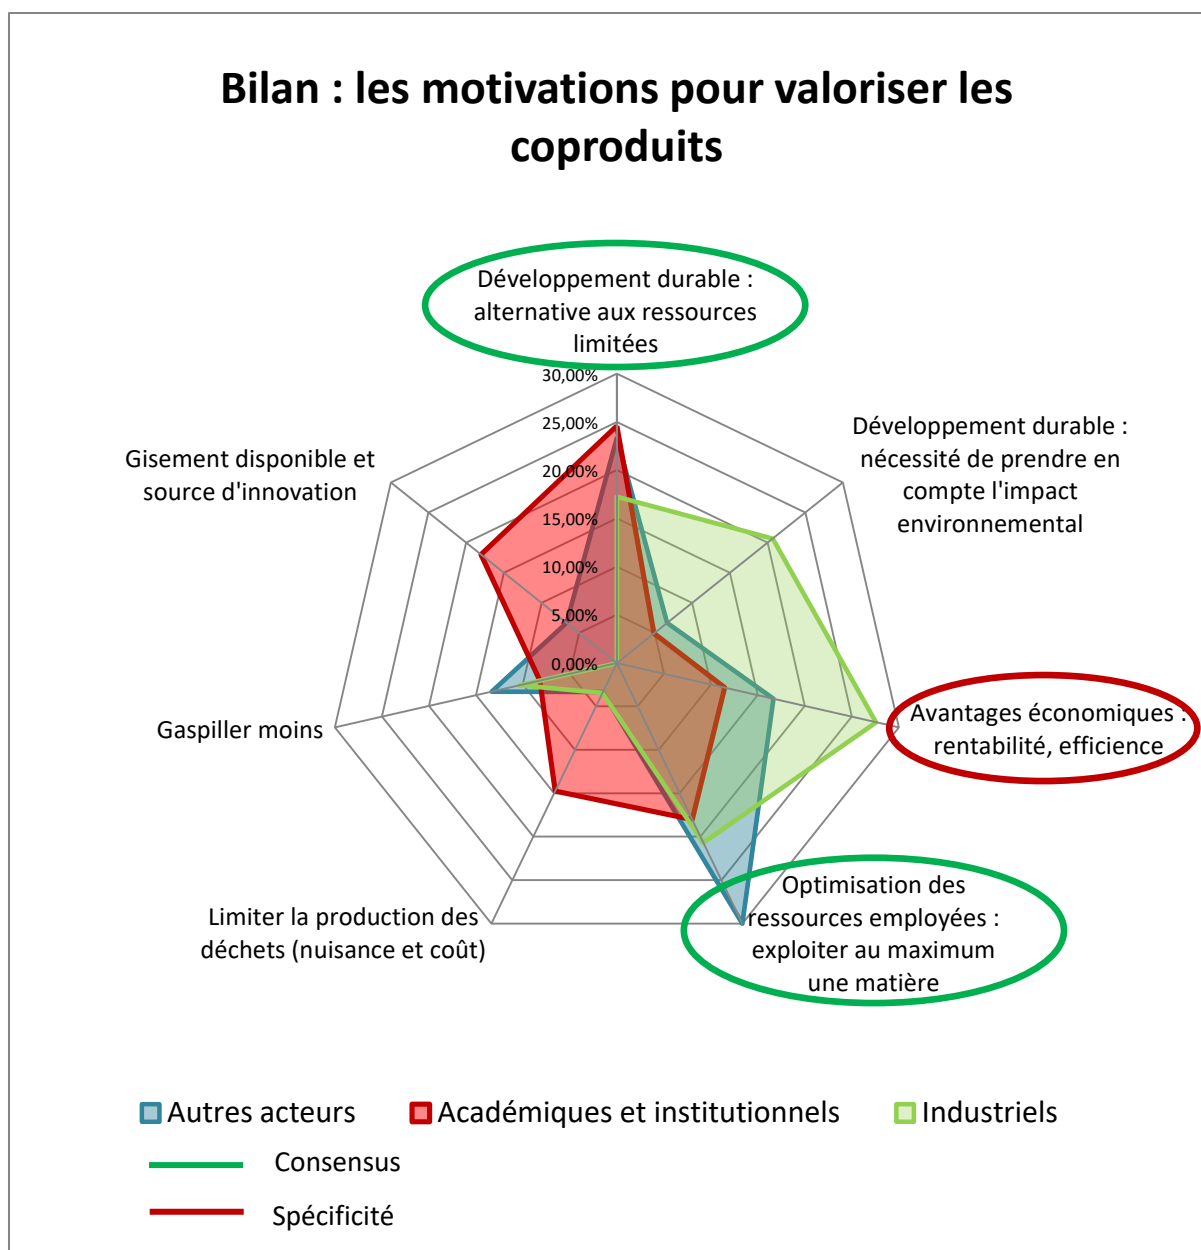 Bilan : les motivations pour valoriser les
coproduits
Développement durable :
alternative aux ressources
limitées
30,00%
25,00%
20,00%
15,00%
10,00%
5,00%
0,00%
Développement durable :
nécessité de prendre en
compte l'impact
environnemental
Gisement disponible et
source d'innovation
Avantages économiques :
rentabilité, efficience
Gaspiller moins
Optimisation des
ressources employées :
exploiter au maximum
une matière
Limiter la production des
déchets (nuisance et coût)
Autres acteurs
Académiques et institutionnels
Industriels
Consensus
Spécificité